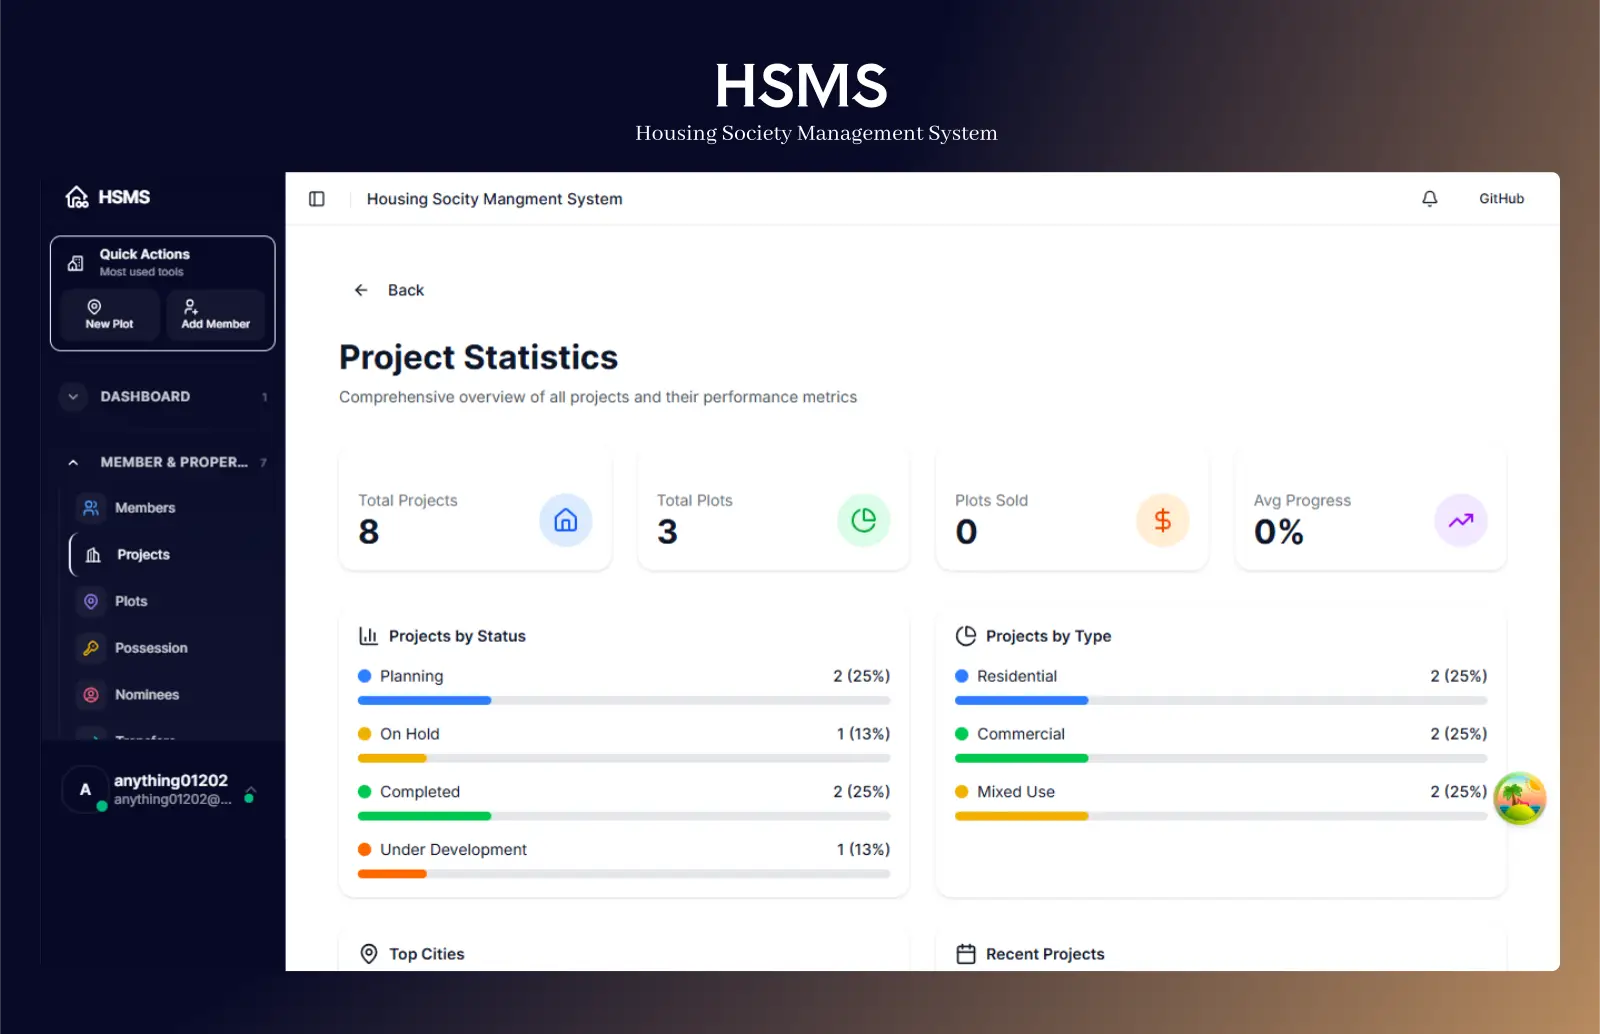 HSMS
Housing Society Management System
HSMS
Quick Actions
Most used tools
New Plot
Add Member
DASHBOARD 1
MEMBER & PROPER... 7
Members
Projects
Plots
Possession
Nominees
Transfers
A
anything01202
anything01202@...
Housing Socity Mangment System
GitHub
Back
Project Statistics
Comprehensive overview of all projects and their performance metrics
Total Projects
8
Total Plots
3
Plots Sold
0
Avg Progress
0%
Projects by Status
Planning 2 (25%)
On Hold 1 (13%)
Completed 2 (25%)
Under Development 1 (13%)
Projects by Type
Residential 2 (25%)
Commercial 2 (25%)
Mixed Use 2 (25%)
Top Cities
Recent Projects